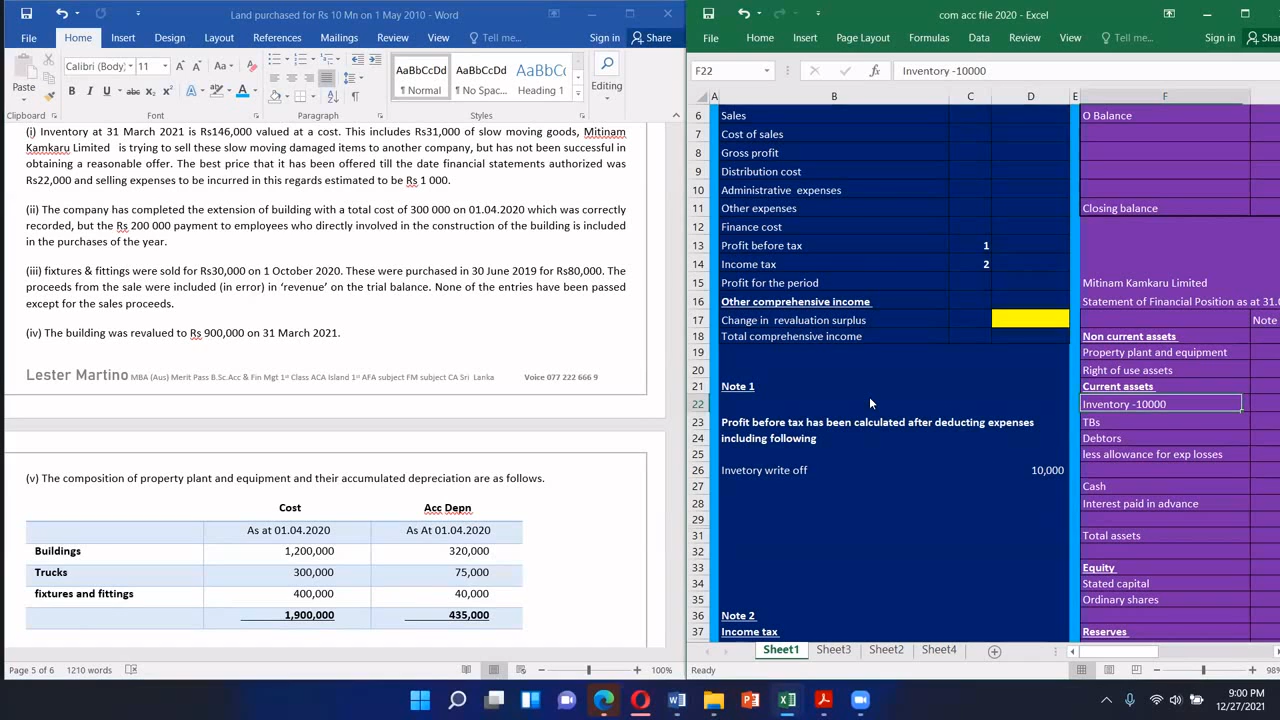 Land purchased for Rs 10 Mn on 1 May 2010 - Word
File Home Insert Design Layout References Mailings Review View Tell me... Sign in Share
Calibri (Body) 11
Paste
AaBbCcDd AaBbCcDd AaBbC(
¶ Normal ¶ No Spac... Heading 1
Editing
Clipboard Font Paragraph Styles
(i) Inventory at 31 March 2021 is Rs146,000 valued at a cost. This includes Rs31,000 of slow moving goods, Mitinam
Kamkaru Limited is trying to sell these slow moving damaged items to another company, but has not been successful in
obtaining a reasonable offer. The best price that it has been offered till the date financial statements authorized was
Rs22,000 and selling expenses to be incurred in this regards estimated to be Rs 1 000.
(ii) The company has completed the extension of building with a total cost of 300 000 on 01.04.2020 which was correctly
recorded, but the Rs 200 000 payment to employees who directly involved in the construction of the building is included
in the purchases of the year.
(iii) fixtures & fittings were sold for Rs30,000 on 1 October 2020. These were purchased in 30 June 2019 for Rs80,000. The
proceeds from the sale were included (in error) in 'revenue' on the trial balance. None of the entries have been passed
except for the sales proceeds.
(iv) The building was revalued to Rs 900,000 on 31 March 2021.
Lester Martino MBA (Aus) Merit Pass B.Sc.Acc & Fin Mgt 1st Class ACA Island 1st AFA subject FM subject CA Sri Lanka Voice 077 222 666 9
(v) The composition of property plant and equipment and their accumulated depreciation are as follows.
Cost Acc Depn
As at 01.04.2020 As At 01.04.2020
Buildings 1,200,000 320,000
Trucks 300,000 75,000
fixtures and fittings 400,000 40,000
1,900,000 435,000
Page 5 of 6 1210 words 100%
com acc file 2020 - Excel
File Home Insert Page Layout Formulas Data Review View Tell me... Sign in Share
F22 Inventory -10000
A B C D E F
6 Sales O Balance
7 Cost of sales
8 Gross profit
9 Distribution cost
10 Administrative expenses
11 Other expenses Closing balance
12 Finance cost
13 Profit before tax 1
14 Income tax 2
15 Profit for the period Mitinam Kamkaru Limited
16 Other comprehensive income Statement of Financial Position as at 31.0
17 Change in revaluation surplus Note
18 Total comprehensive income Non current assets
19 Property plant and equipment
20 Right of use assets
21 Note 1 Current assets
22 Inventory -10000
23 Profit before tax has been calculated after deducting expenses TBs
24 including following Debtors
25 less allowance for exp losses
26 Invetory write off 10,000
27 Cash
28 Interest paid in advance
29
31 Total assets
32
33 Equity
34 Stated capital
35 Ordinary shares
36 Note 2
37 Income tax Reserves
Sheet1 Sheet3 Sheet2 Sheet4
Ready 98%
9:00 PM
12/27/2021